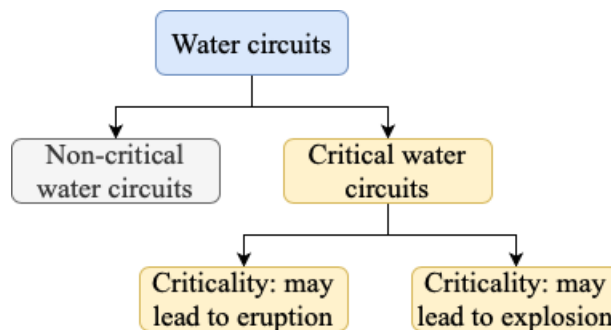 Water circuits
Non-critical
water circuits
Critical water
circuits
Criticality: may
lead to eruption
Criticality: may
lead to explosion